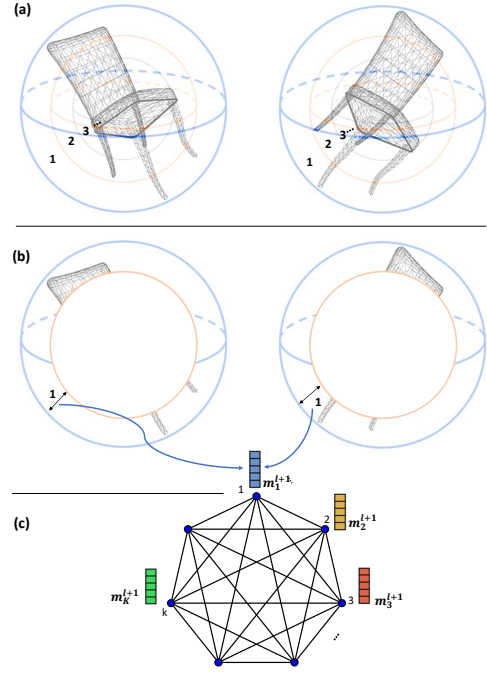 (a)
3 ...
2
1
3 ...
2
1
(b)
1
1
1
m_1^{l+1}
(c)
2
m_2^{l+1}
m_K^{l+1}
k
3
m_3^{l+1}
...